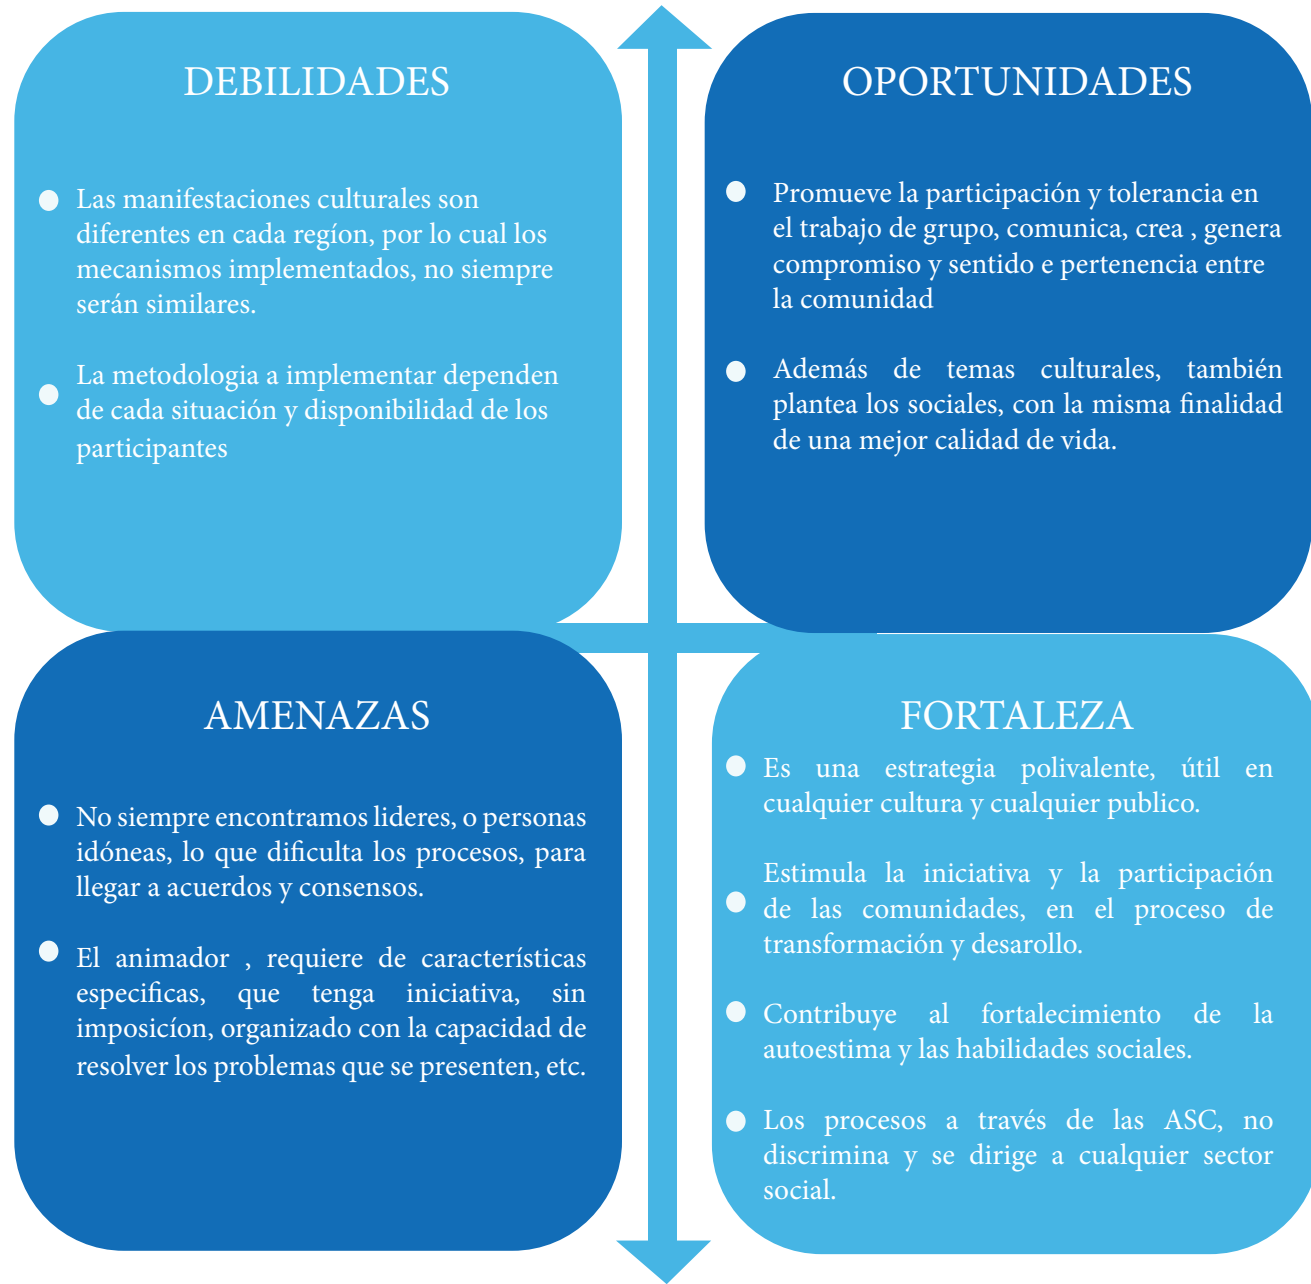 DEBILIDADES
Las manifestaciones culturales son
diferentes en cada regíon, por lo cual los
mecanismos implementados, no siempre
serán similares.
La metodologia a implementar dependen
de cada situación y disponibilidad de los
participantes
OPORTUNIDADES
Promueve la participación y tolerancia en
el trabajo de grupo, comunica, crea , genera
compromiso y sentido e pertenencia entre
la comunidad
Además de temas culturales, también
plantea los sociales, con la misma finalidad
de una mejor calidad de vida.
AMENAZAS
No siempre encontramos lideres, o personas
idóneas, lo que dificulta los procesos, para
llegar a acuerdos y consensos.
El animador , requiere de características
especificas, que tenga iniciativa, sin
imposicíon, organizado con la capacidad de
resolver los problemas que se presenten, etc.
FORTALEZA
Es una estrategia polivalente, útil en
cualquier cultura y cualquier publico.
Estimula la iniciativa y la participación
de las comunidades, en el proceso de
transformación y desarollo.
Contribuye al fortalecimiento de la
autoestima y las habilidades sociales.
Los procesos a través de las ASC, no
discrimina y se dirige a cualquier sector
social.